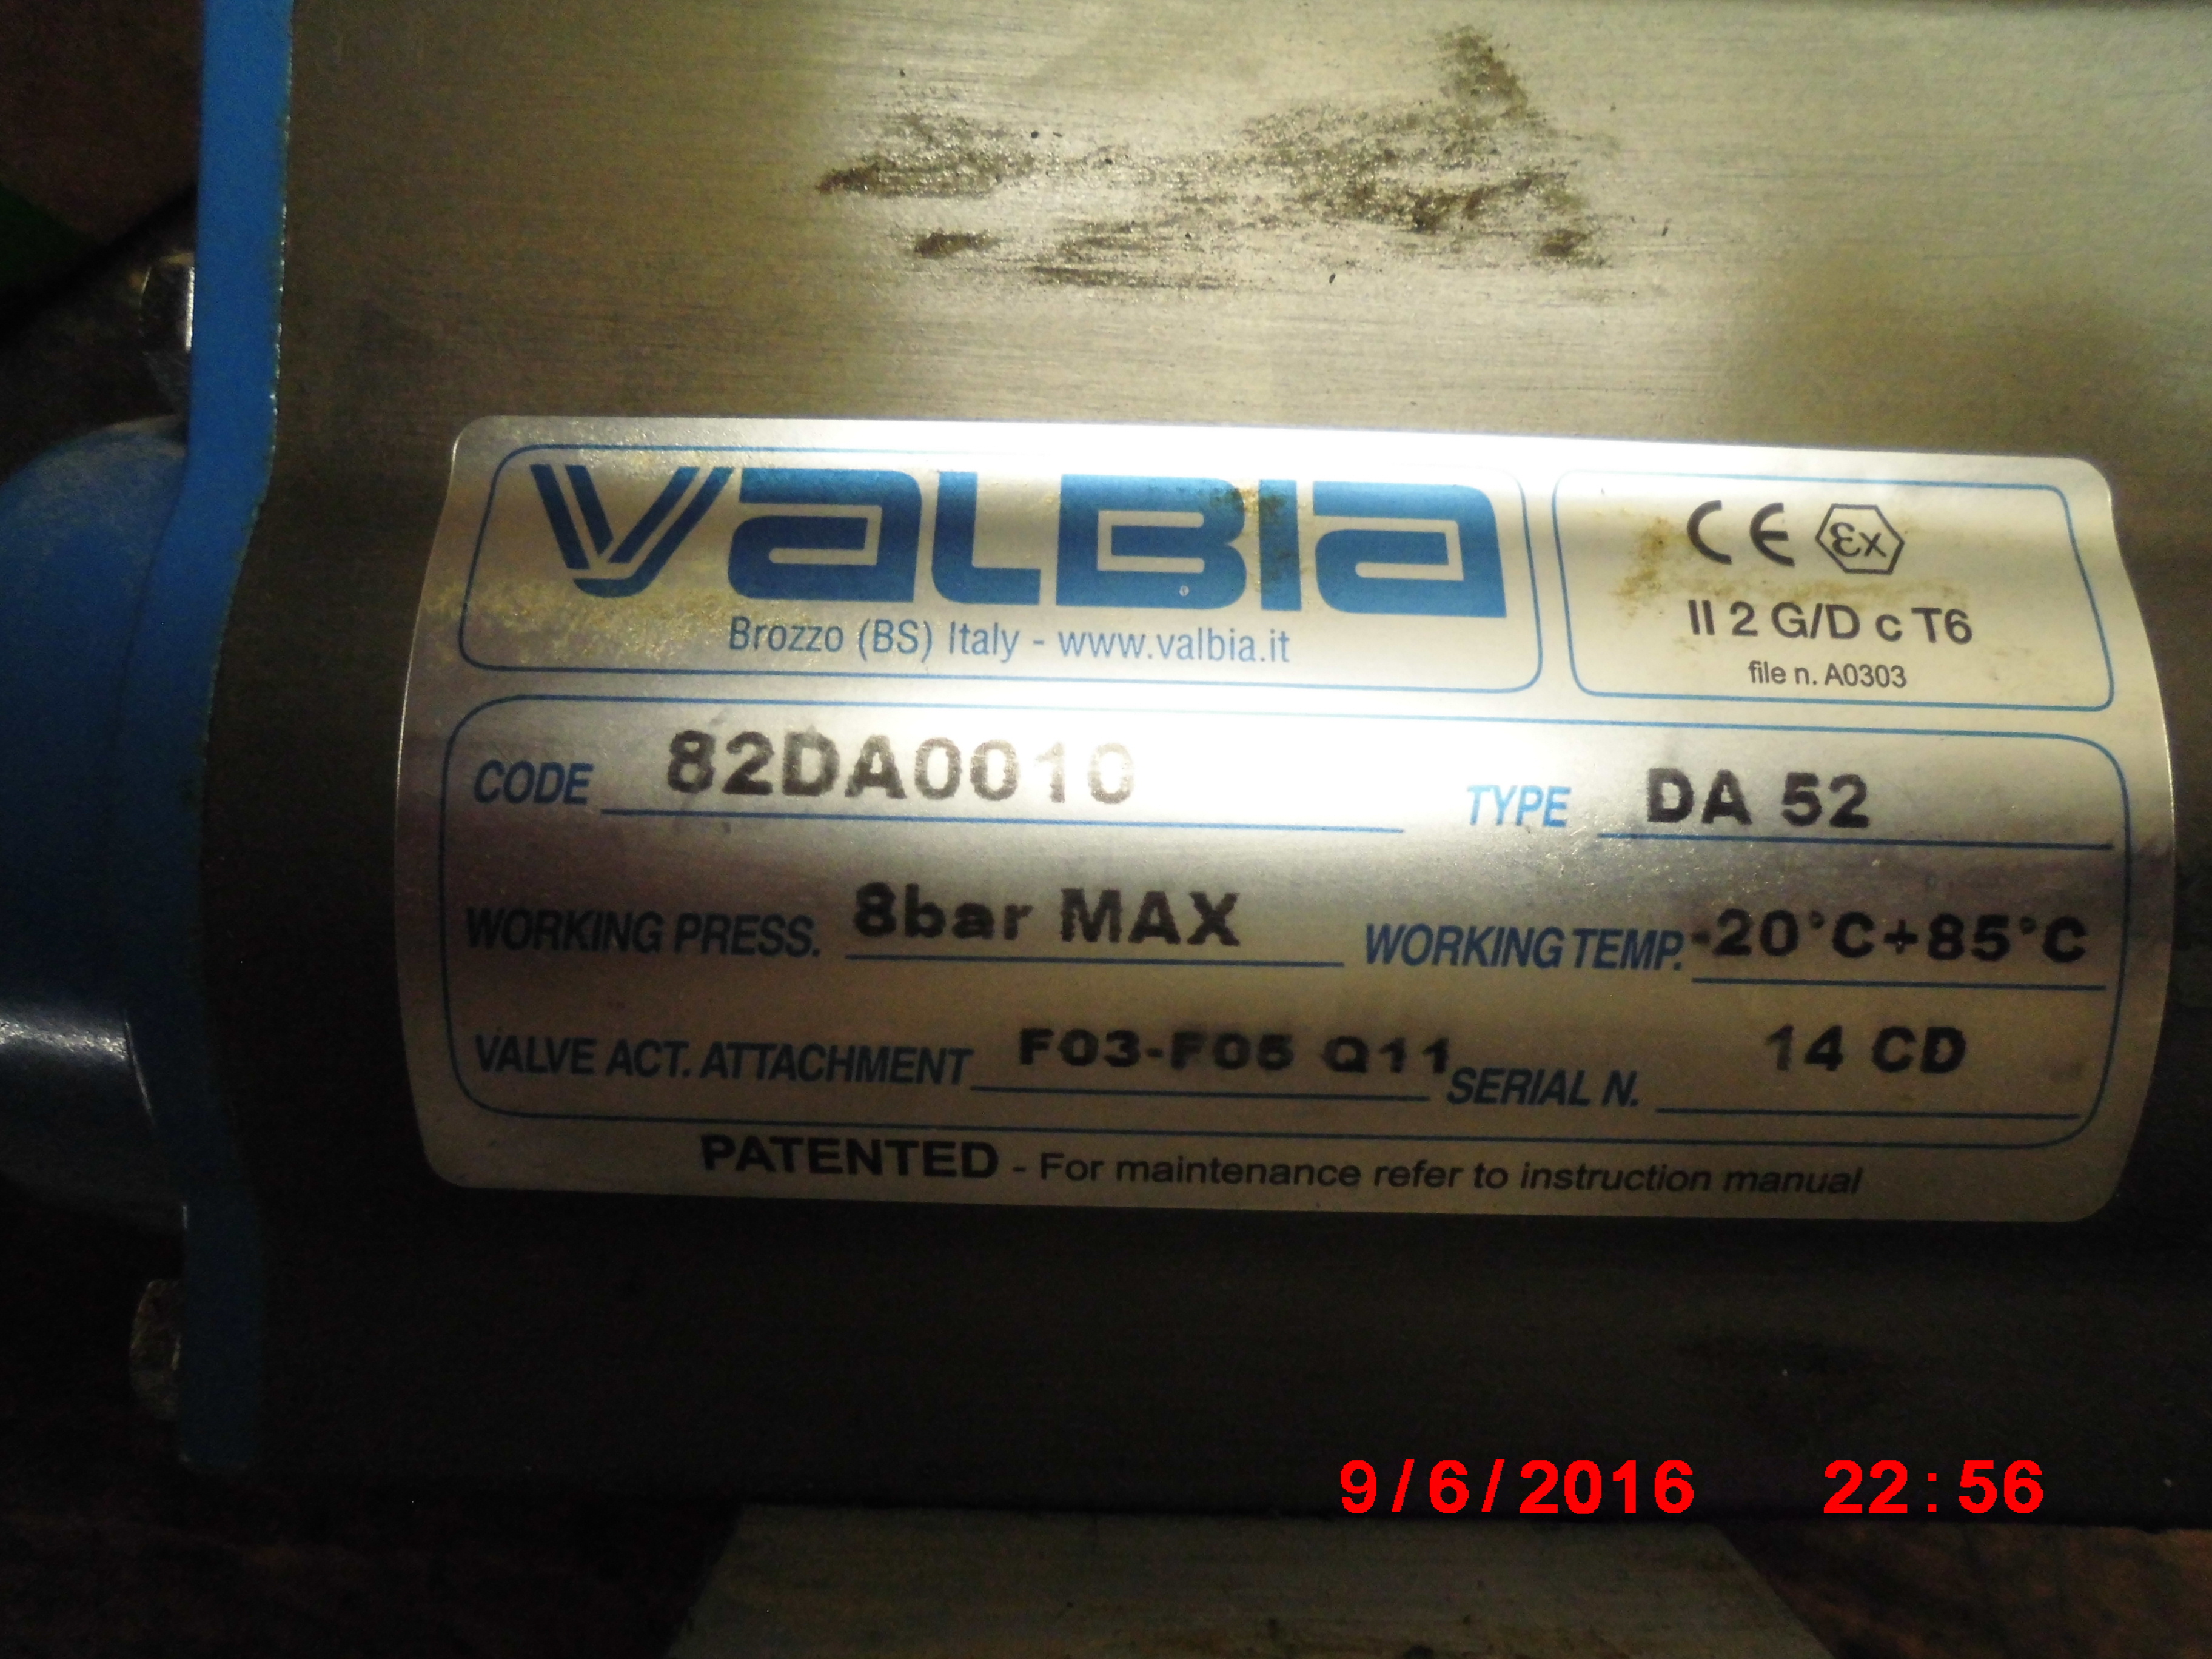 VALBIA
Brozzo (BS) Italy - www.valbia.it
CE Ex
II 2 G/D c T6
file n. A0303
CODE 82DA0010 TYPE DA 52
WORKING PRESS. 8bar MAX WORKING TEMP. -20°C+85°C
VALVE ACT. ATTACHMENT F03-F05 Q11 SERIAL N. 14 CD
PATENTED - For maintenance refer to instruction manual
9/6/2016 22:56